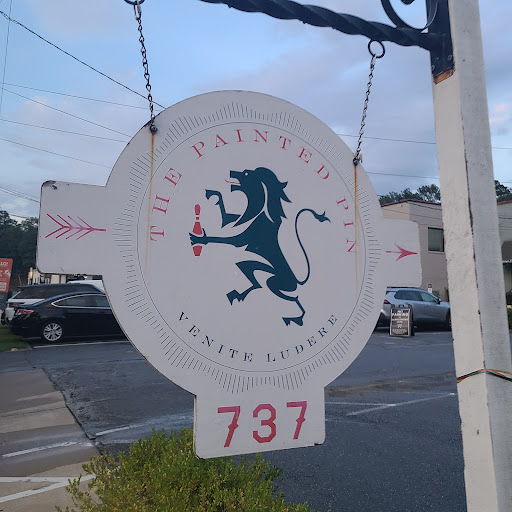 THE PAINTED PIN
VENITE LUDERE
737